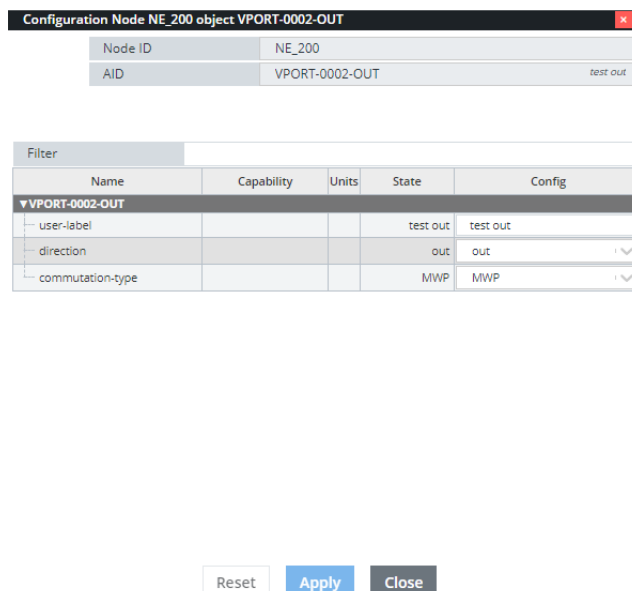 Configuration Node NE_200 object VPORT-0002-OUT ×
Node ID NE_200
AID VPORT-0002-OUT test out
Filter
Name Capability Units State Config
▼VPORT-0002-OUT
user-label test out test out
direction out out
commutation-type MWP MWP
Reset Apply Close